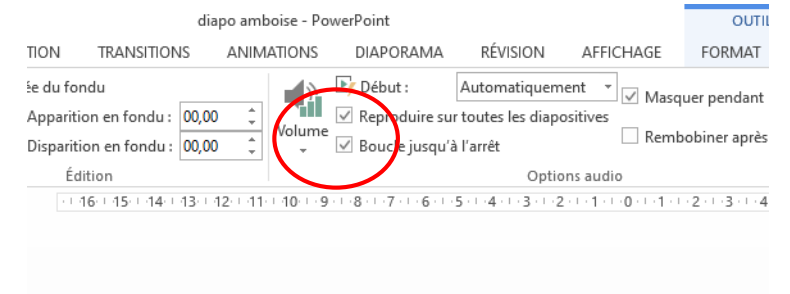 diapo amboise - PowerPoint
OUTIL
TION TRANSITIONS ANIMATIONS DIAPORAMA RÉVISION AFFICHAGE FORMAT
ée du fondu
Apparition en fondu : 00,00
Disparition en fondu : 00,00
Édition
Volume
Début : Automatiquement
Reproduire sur toutes les diapositives
Boucle jusqu'à l'arrêt
Masquer pendant
Rembobiner après
Options audio
16 15 14 13 12 11 10 9 8 7 6 5 4 3 2 1 0 1 2 3 4